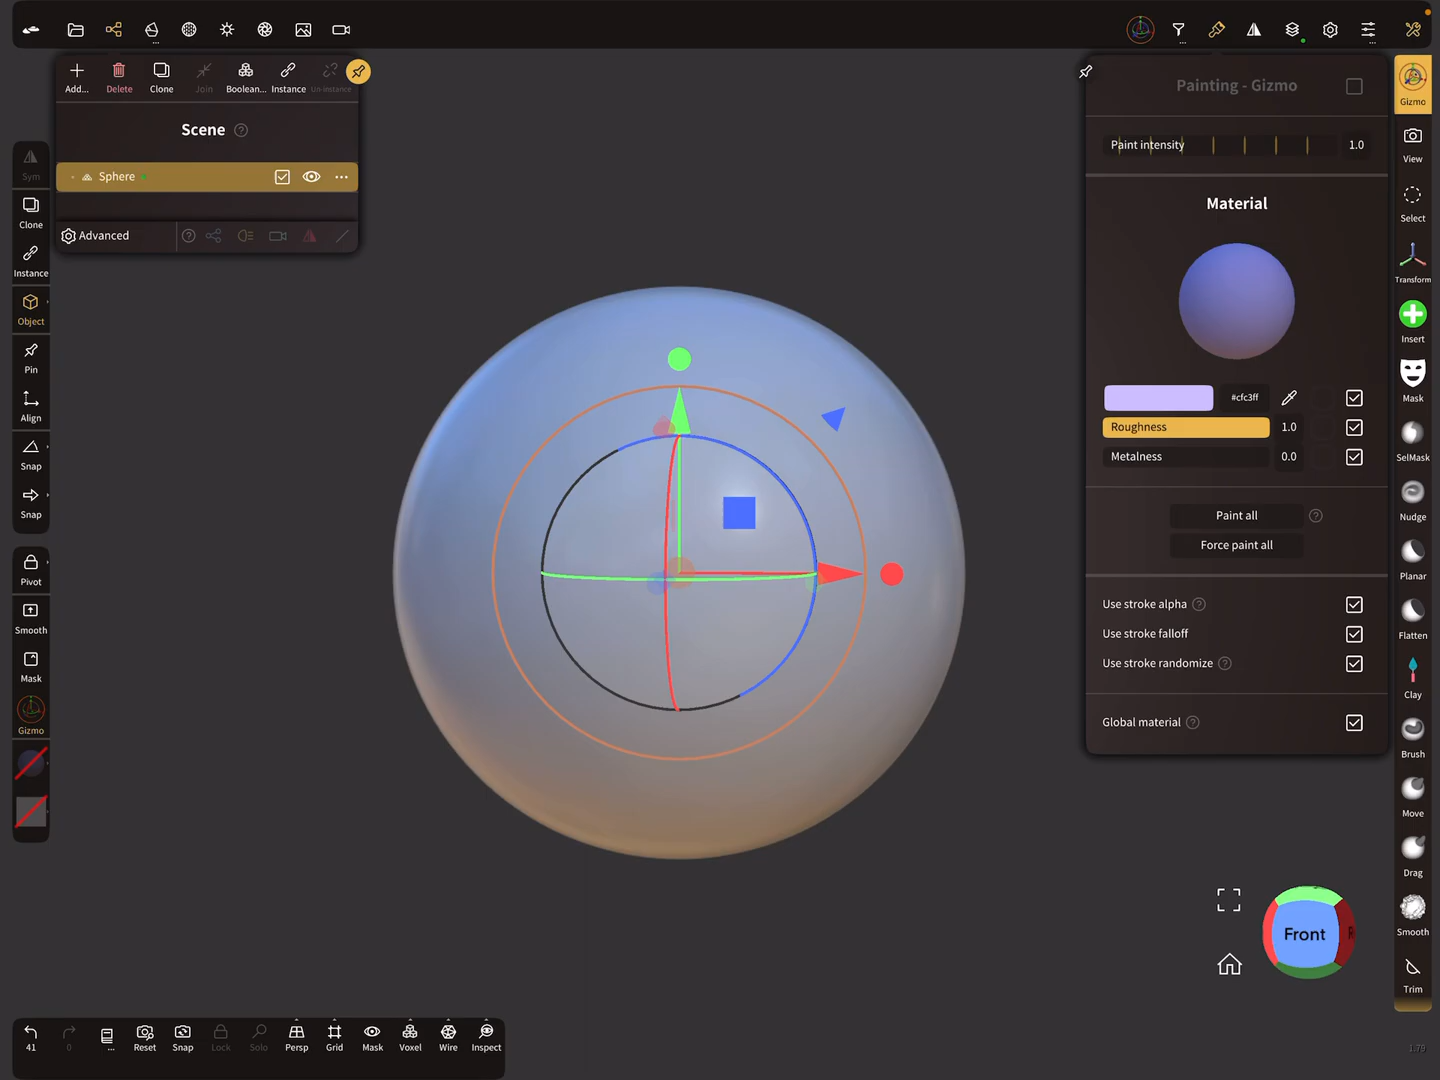 Add...
Delete
Clone
Join
Boolean...
Instance
Un-instance
Scene
Sphere
Advanced
Sym
Clone
Instance
Object
Pin
Align
Snap
Snap
Pivot
Smooth
Mask
Gizmo
Painting - Gizmo
Paint intensity 1.0
Material
#cfc3ff
Roughness 1.0
Metalness 0.0
Paint all
Force paint all
Use stroke alpha
Use stroke falloff
Use stroke randomize
Global material
Gizmo
View
Select
Transform
Insert
Mask
SelMask
Nudge
Planar
Flatten
Clay
Brush
Move
Drag
Smooth
Trim
Front
41
0
...
Reset
Snap
Lock
Solo
Persp
Grid
Mask
Voxel
Wire
Inspect
1.79